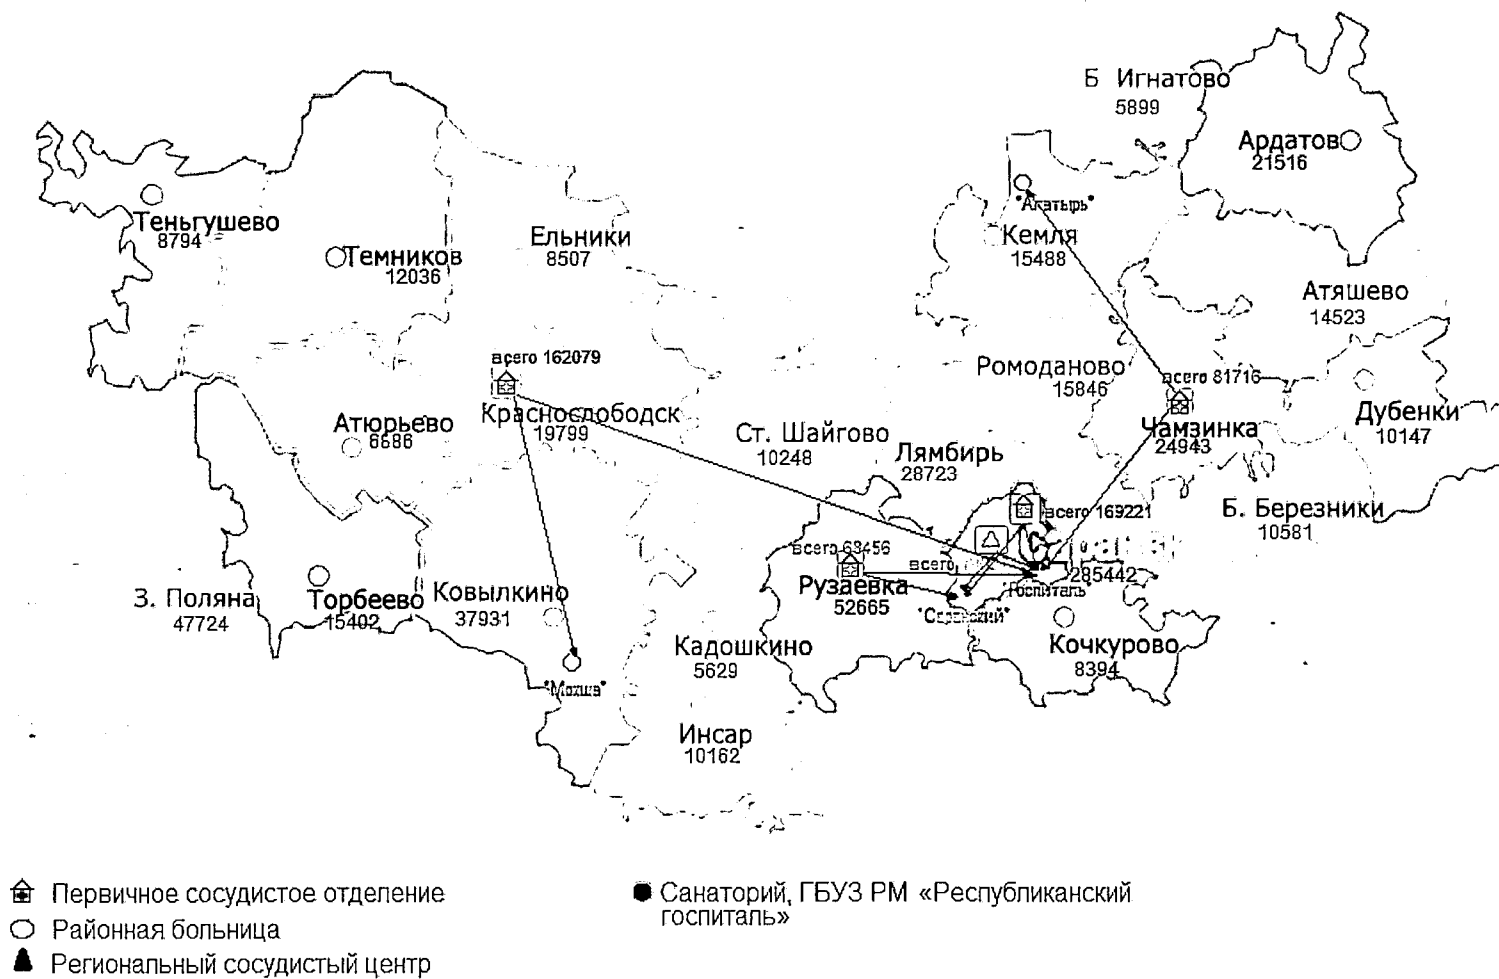 Б Игнатово
5899
Ардатов
21516
Теньгушево
8794
Темников
12036
Ельники
8507
"Алатырь"
Кемля
15488
Атяшево
14523
всего 162079
Ромоданово
15846
всего 81716
Краснослободск
19799
Атюрьево
8686
Ст. Шайгово
10248
Лямбирь
28723
Чамзинка
24943
Дубенки
10147
Б. Березники
10581
всего 169221
всего 63456
всего
285442
Рузаевка
52665
"Госпиталь"
"Саранский"
З. Поляна
47724
Торбеево
15402
Ковылкино
37931
Кадошкино
5629
Кочкурово
8394
"Мокша"
Инсар
10162
Первичное сосудистое отделение
Районная больница
Региональный сосудистый центр
Санаторий, ГБУЗ РМ «Республиканский
госпиталь»